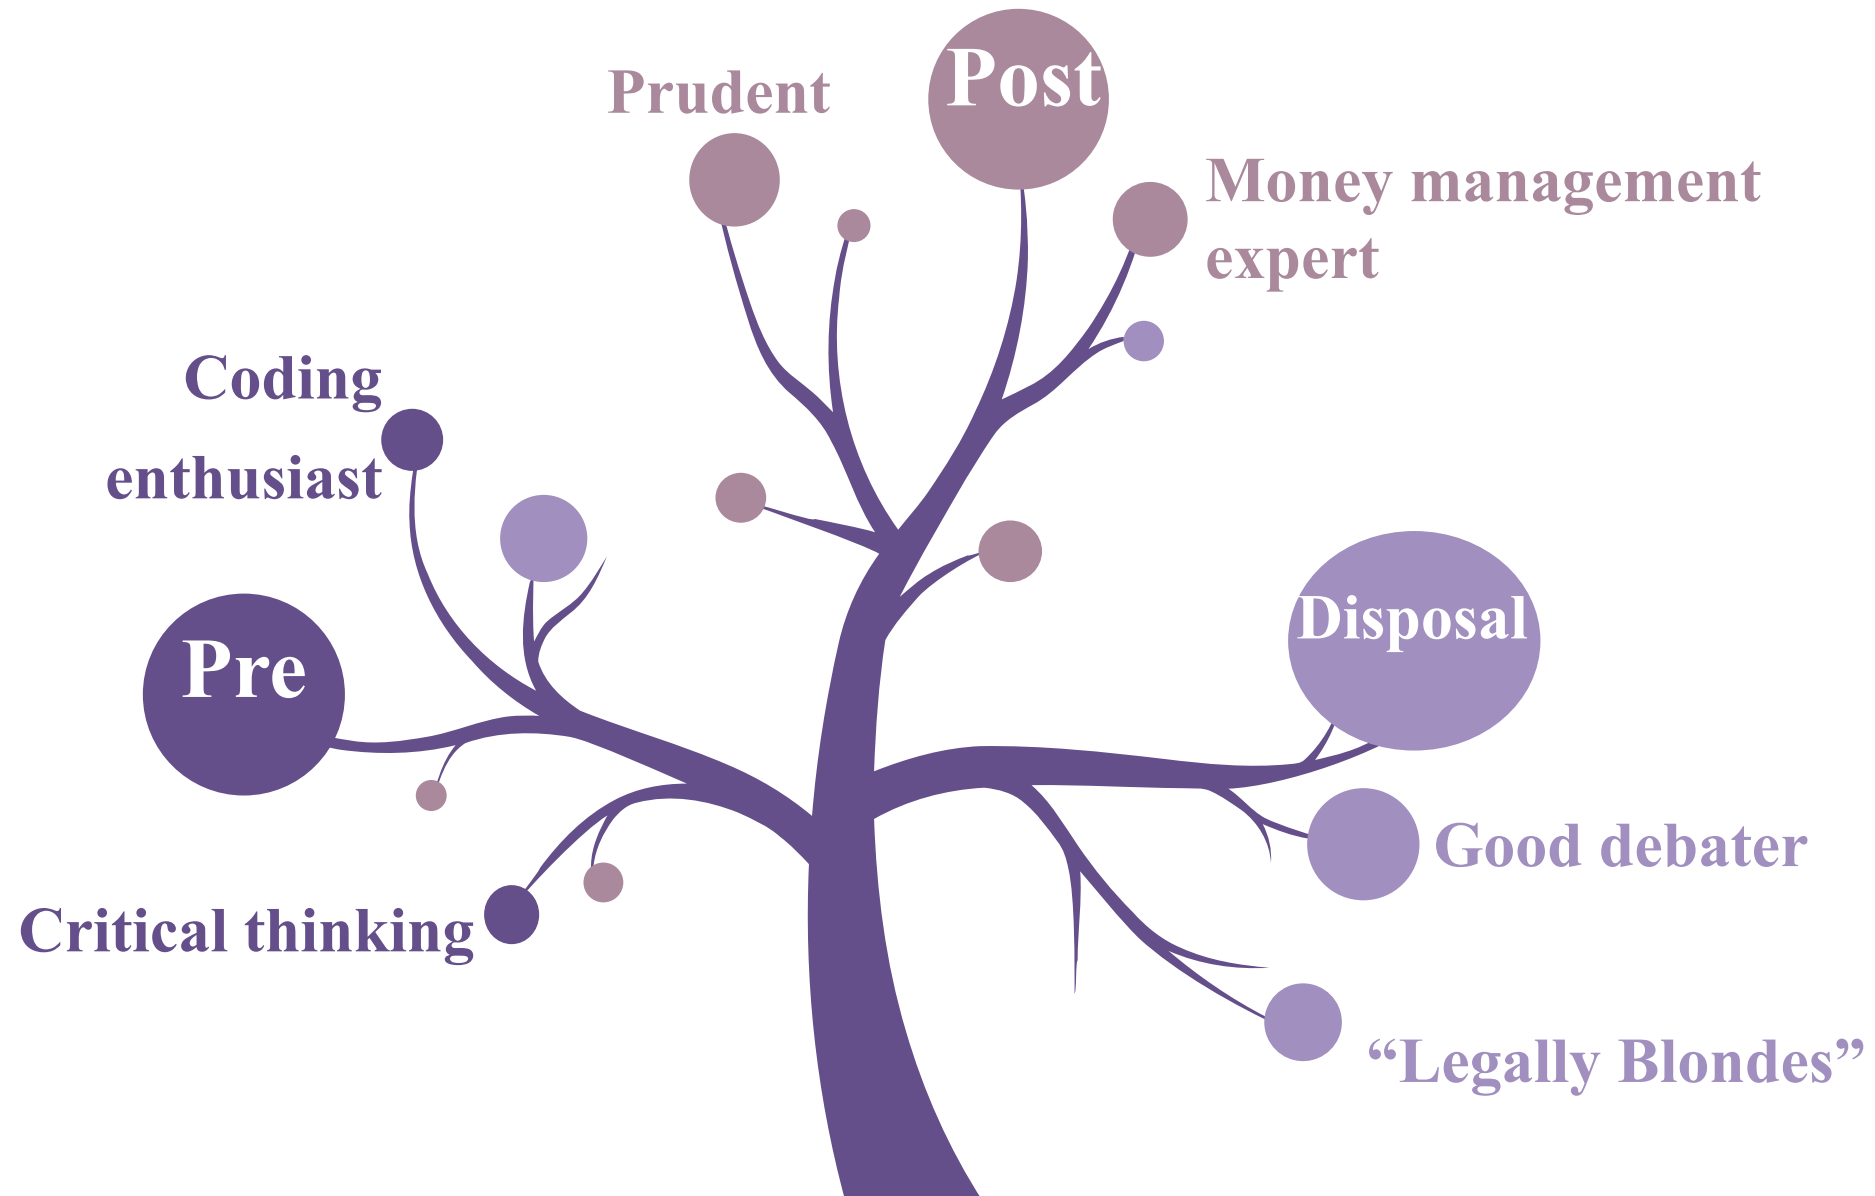 Post
Prudent
Money management
expert
Coding
enthusiast
Pre
Disposal
Good debater
Critical thinking
“Legally Blondes”